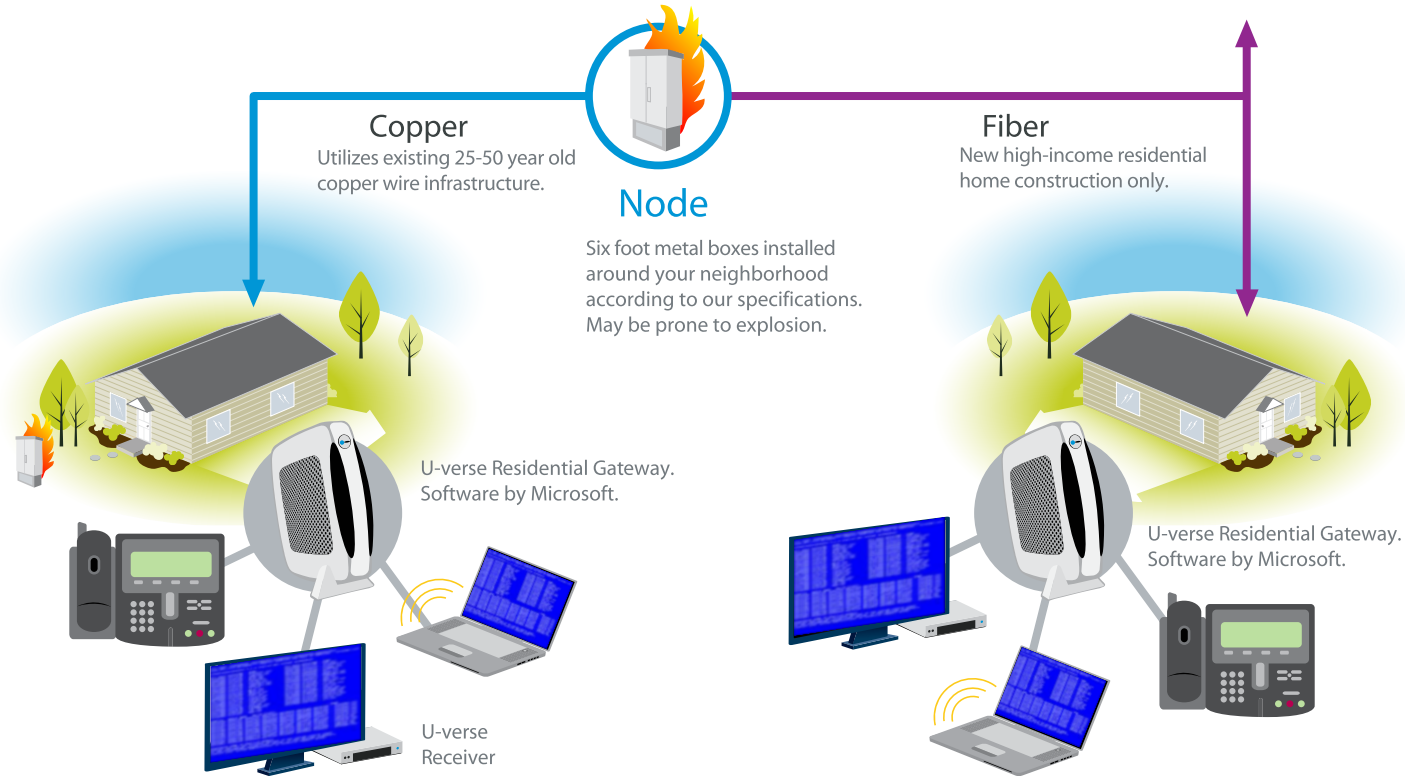 Copper
Utilizes existing 25-50 year old
copper wire infrastructure.
Node
Six foot metal boxes installed
around your neighborhood
according to our specifications.
May be prone to explosion.
Fiber
New high-income residential
home construction only.
U-verse Residential Gateway.
Software by Microsoft.
U-verse
Receiver
U-verse Residential Gateway.
Software by Microsoft.